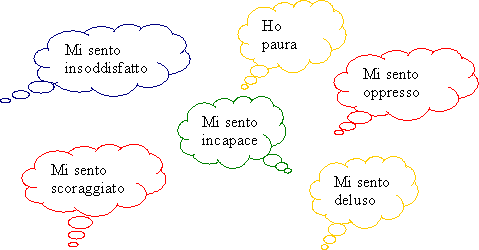 Ho
paura
Mi sento
insoddisfatto
Mi sento
oppresso
Mi sento
incapace
Mi sento
scoraggiato
Mi sento
deluso